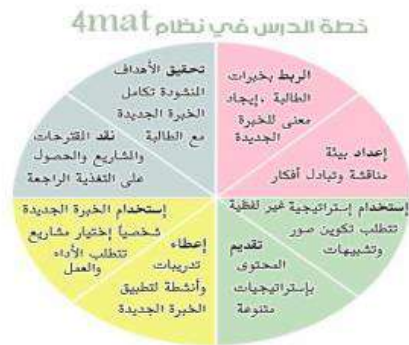 خطة الدرس في نظام 4mat
الربط بخبرات
الطالبة ،إيجاد
معنى للخبرة
الجديدة
إعداد بيئة
مناقشة وتبادل أفكار
إستخدام إستراتيجية غير لفظية
تتطلب تكوين صور
وتشبيهات
تقديم
المحتوى
بإستراتيجيات
متنوعة
إعطاء
تدريبات
وأنشطة لتطبيق
الخبرة الجديدة
إستخدام الخبرة الجديدة
شخصياً إختيار مشاريع
تتطلب الأداء
والعمل
نقد المقترحات
والمشاريع والحصول
على التغذية الراجعة
تحقيق الأهداف
المنشودة تكامل
الخبرة الجديدة
مع الطالبة